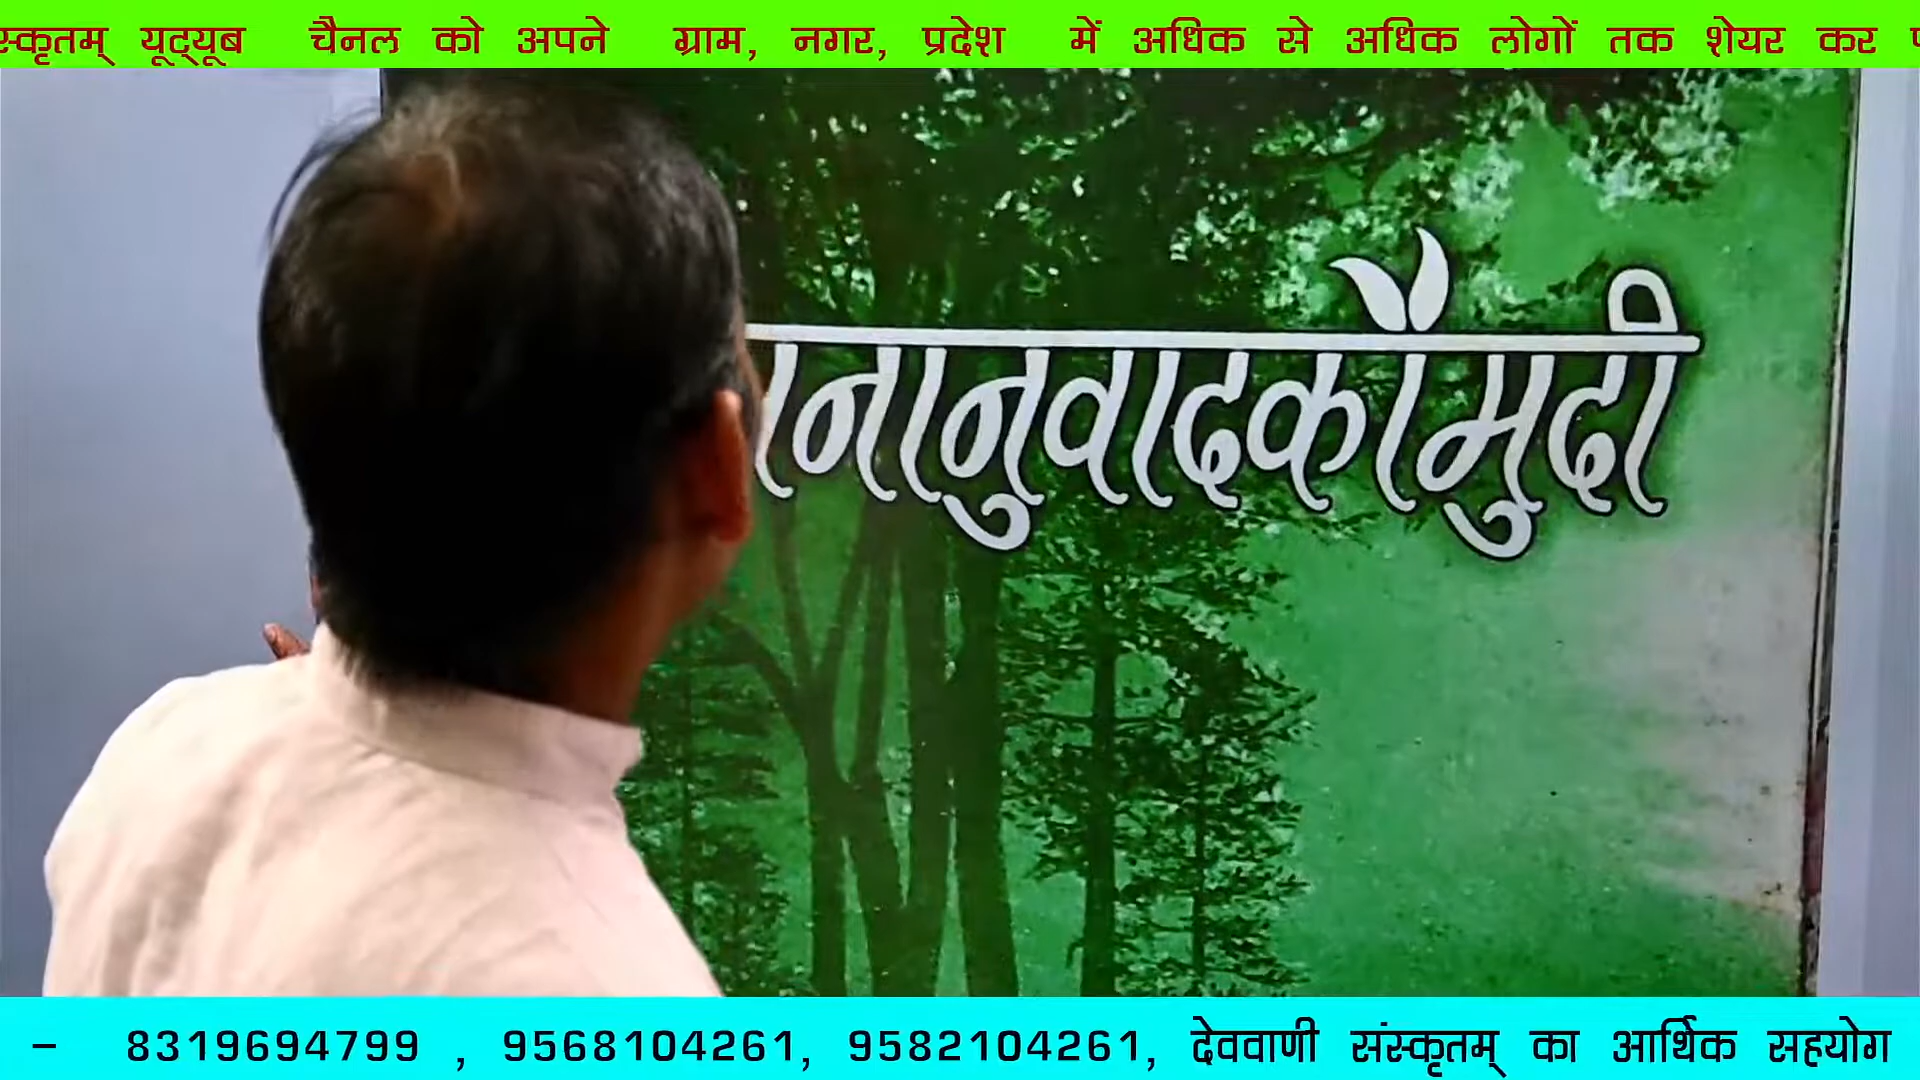 स्कृतम् यूट्यूब चैनल को अपने ग्राम, नगर, प्रदेश में अधिक से अधिक लोगों तक शेयर कर
नानुवादकौमुदी
- 8319694799 , 9568104261, 9582104261, देववाणी संस्कृतम् का आर्थिक सहयोग